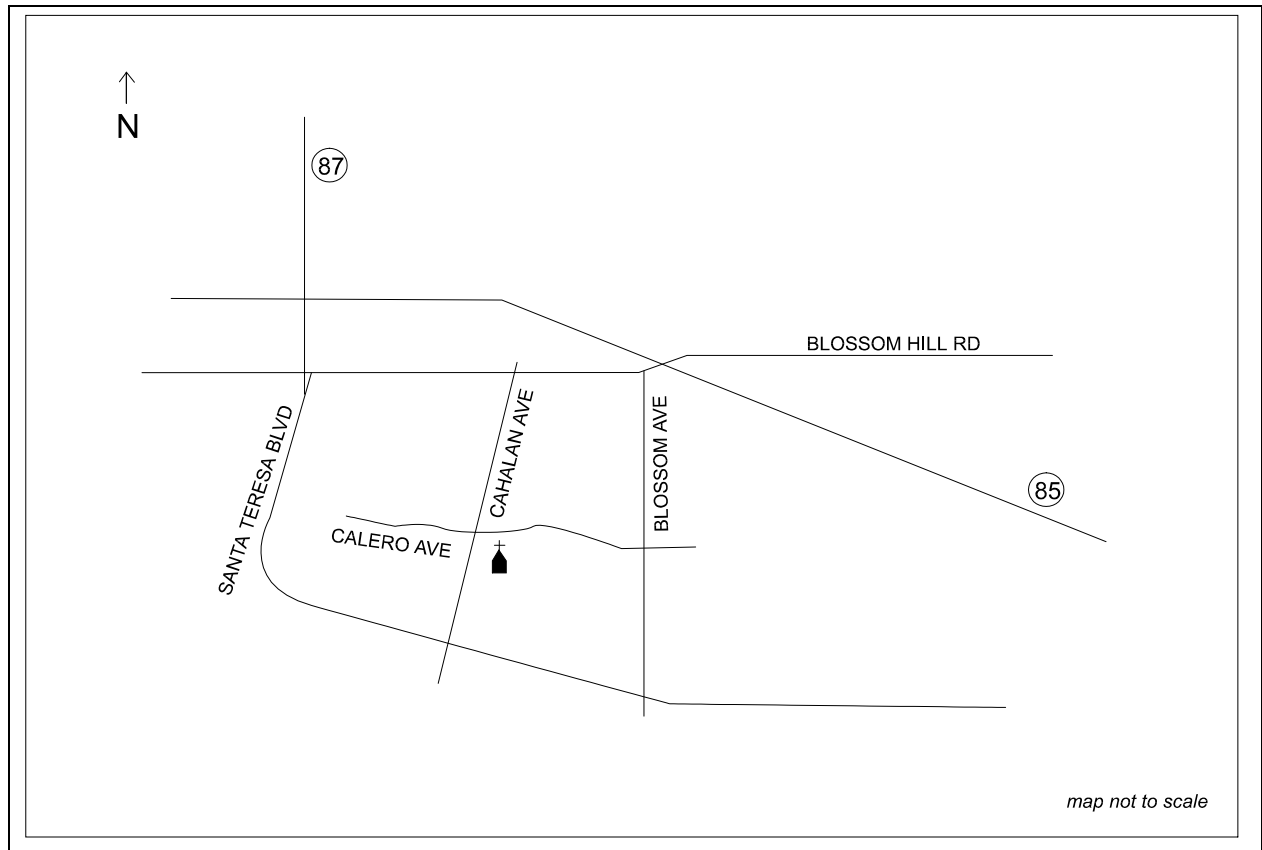 N
87
BLOSSOM HILL RD
SANTA TERESA BLVD
CAHALAN AVE
BLOSSOM AVE
85
CALERO AVE
map not to scale